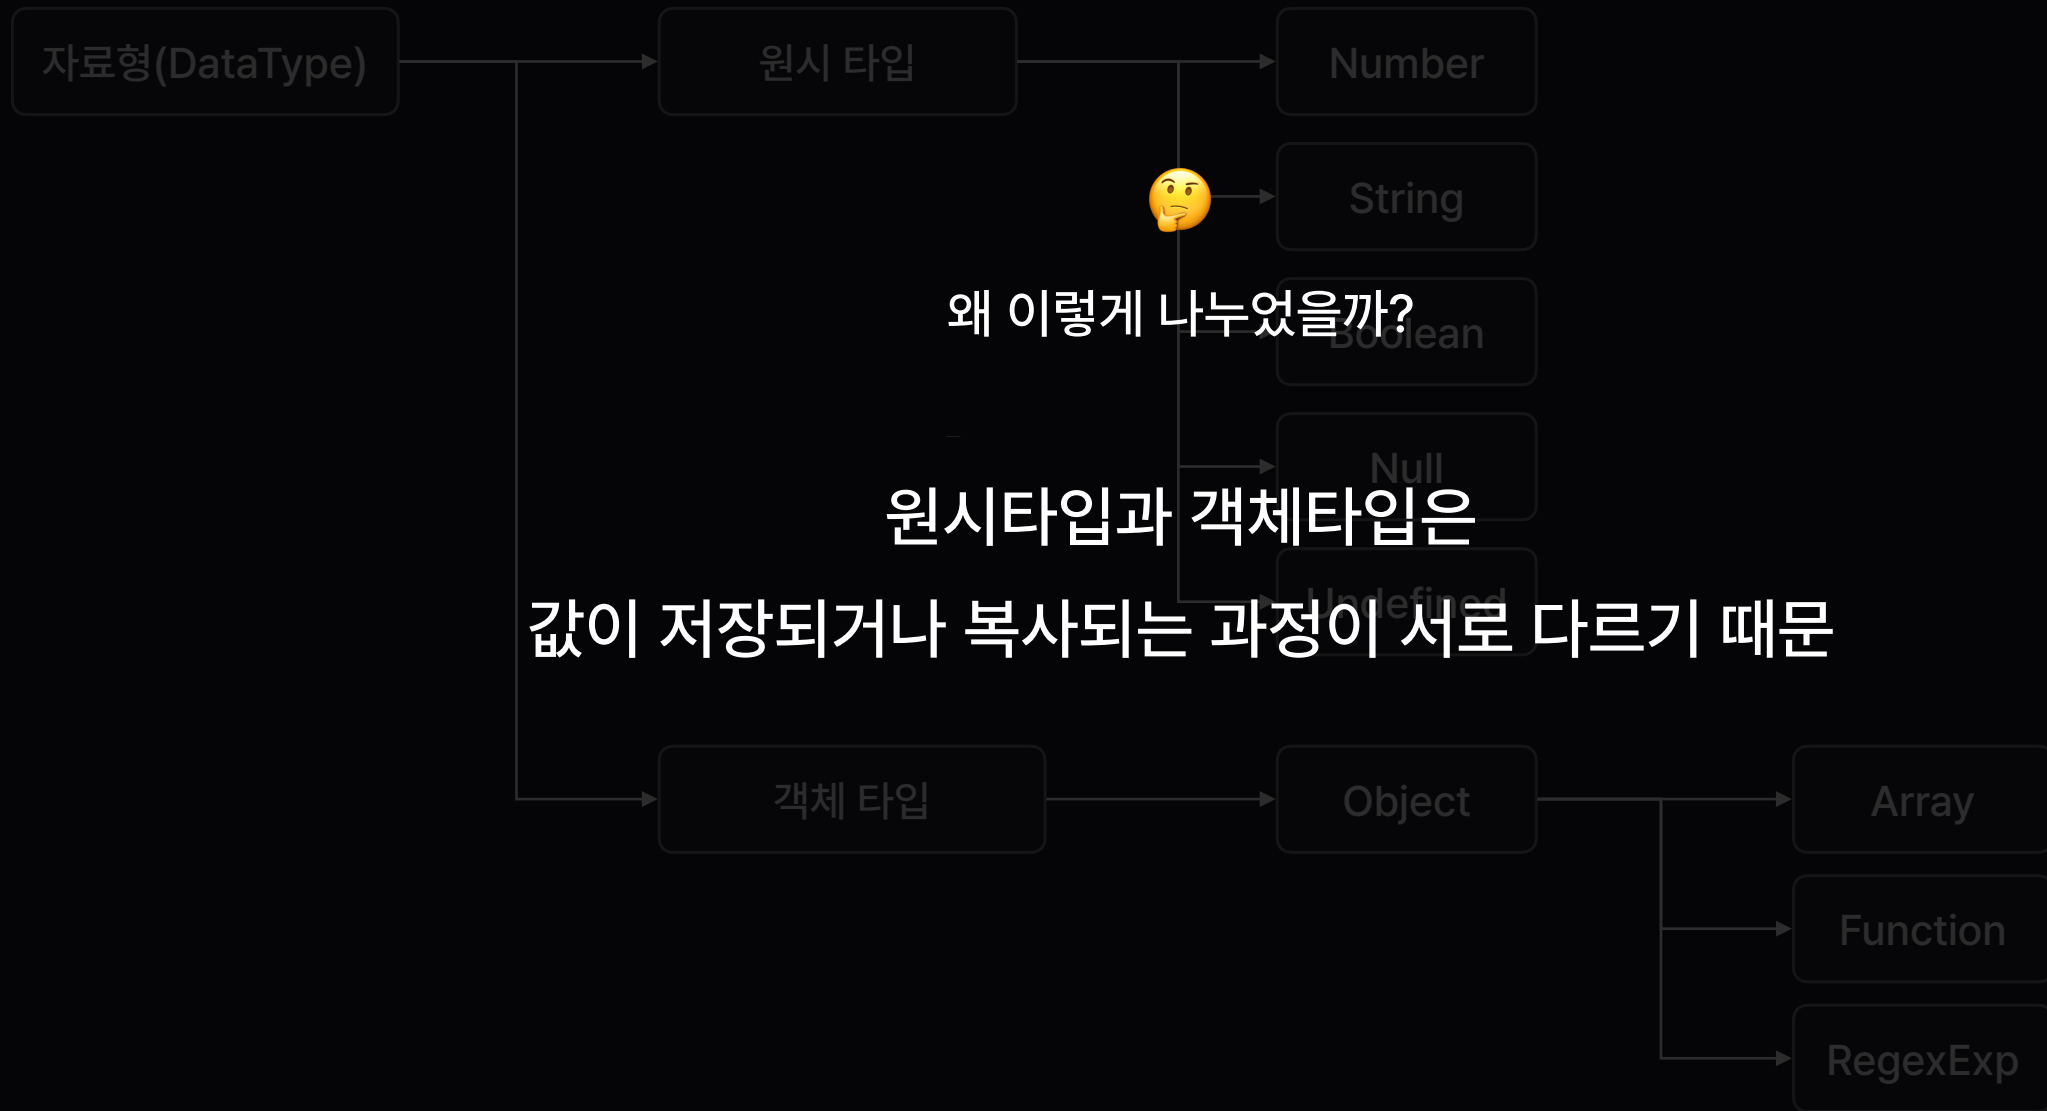 자료형(DataType)
원시 타입
Number
String
🤔
왜 이렇게 나누었을까?
Boolean
Null
원시타입과 객체타입은
Undefined
값이 저장되거나 복사되는 과정이 서로 다르기 때문
객체 타입
Object
Array
Function
RegexExp